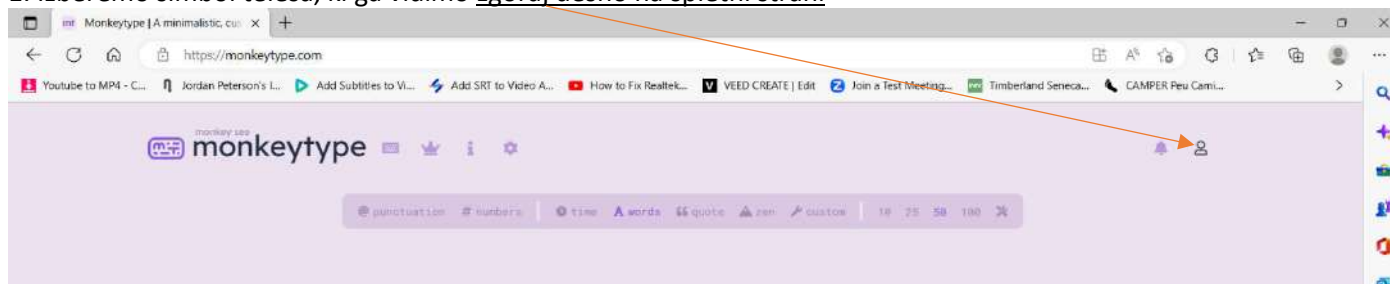 Monkeytype | A minimalistic, cus
https://monkeytype.com
Youtube to MP4 - C... Jordan Peterson's l... Add Subtitles to Vi... Add SRT to Video A... How to Fix Realtek... VEED CREATE | Edit Join a Test Meeting... Timberland Seneca... CAMPER Peu Cami...
monkey see
monkeytype
@ punctuation # numbers time A words quote zen custom 10 25 50 100